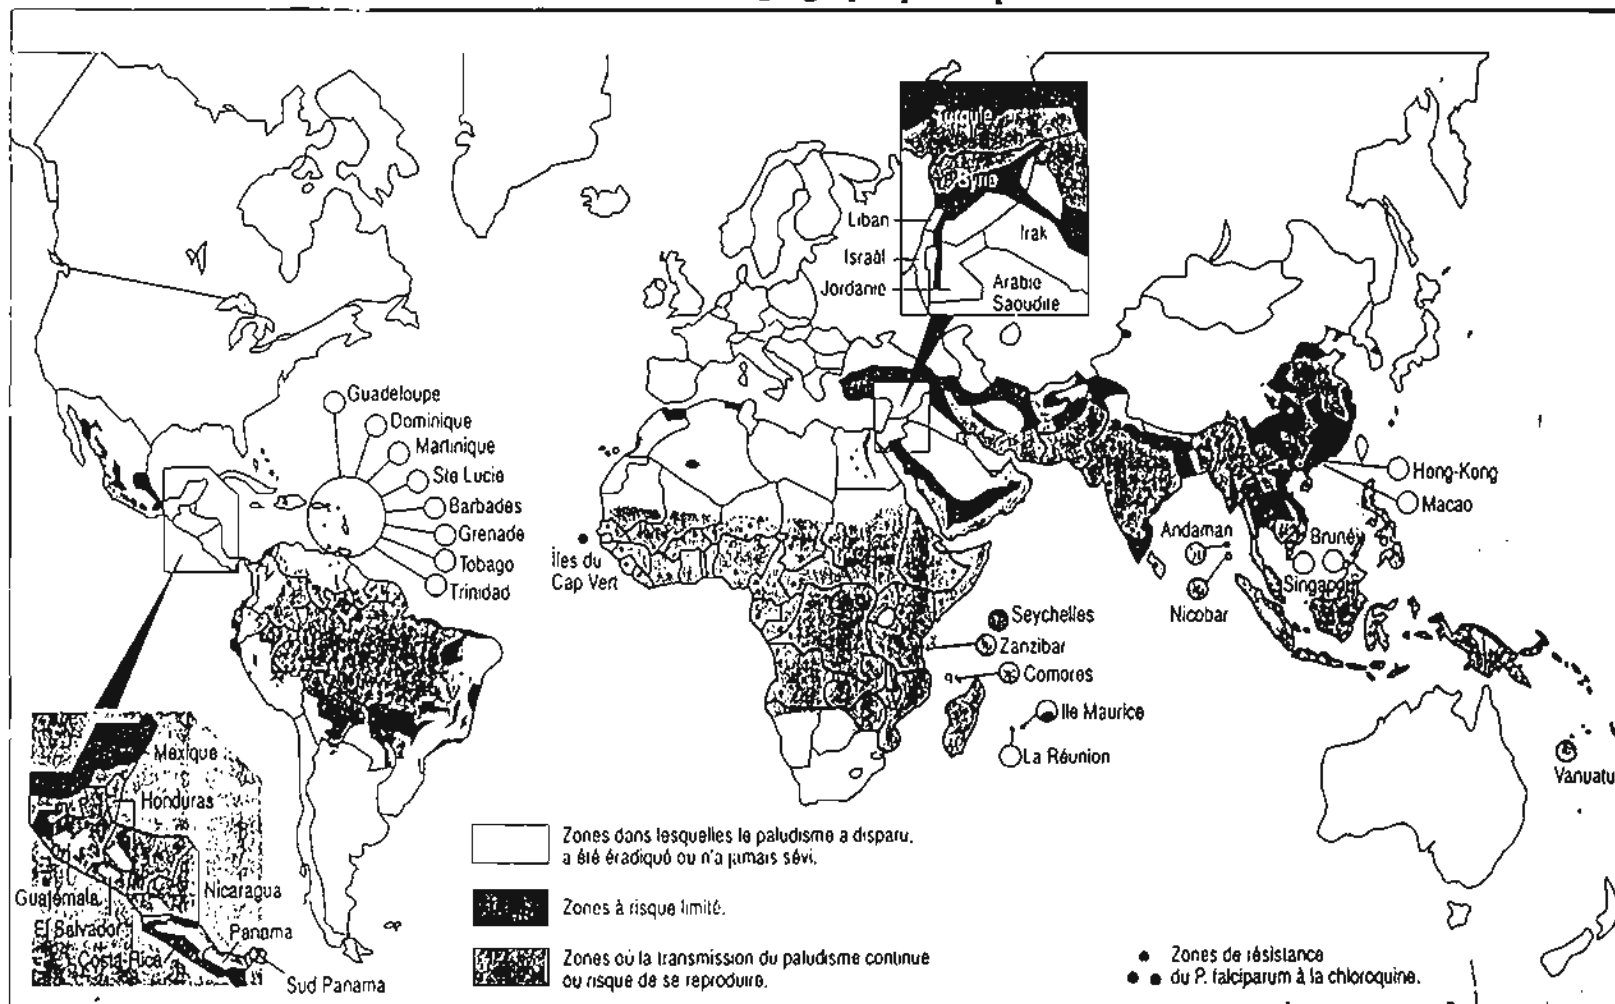 Turquie
Syrie
Liban
Irak
Israël
Jordanie
Arabie
Saoudite
Guadeloupe
Dominique
Martinique
Ste Lucie
Barbades
Grenade
Tobago
Trinidad
Hong-Kong
Macao
Andaman
Brunéy
Singapour
Nicobar
Îles du
Cap Vert
Seychelles
Zanzibar
Comores
Ile Maurice
La Réunion
Vanuatu
Mexique
Honduras
Guatemala
Nicaragua
El Salvador
Panama
Costa-Rica
Sud Panama
Zones dans lesquelles le paludisme a disparu,
a été éradiqué ou n'a jamais sévi.
Zones à risque limité.
Zones où la transmission du paludisme continue
ou risque de se reproduire.
Zones de résistance
du P. falciparum à la chloroquine.